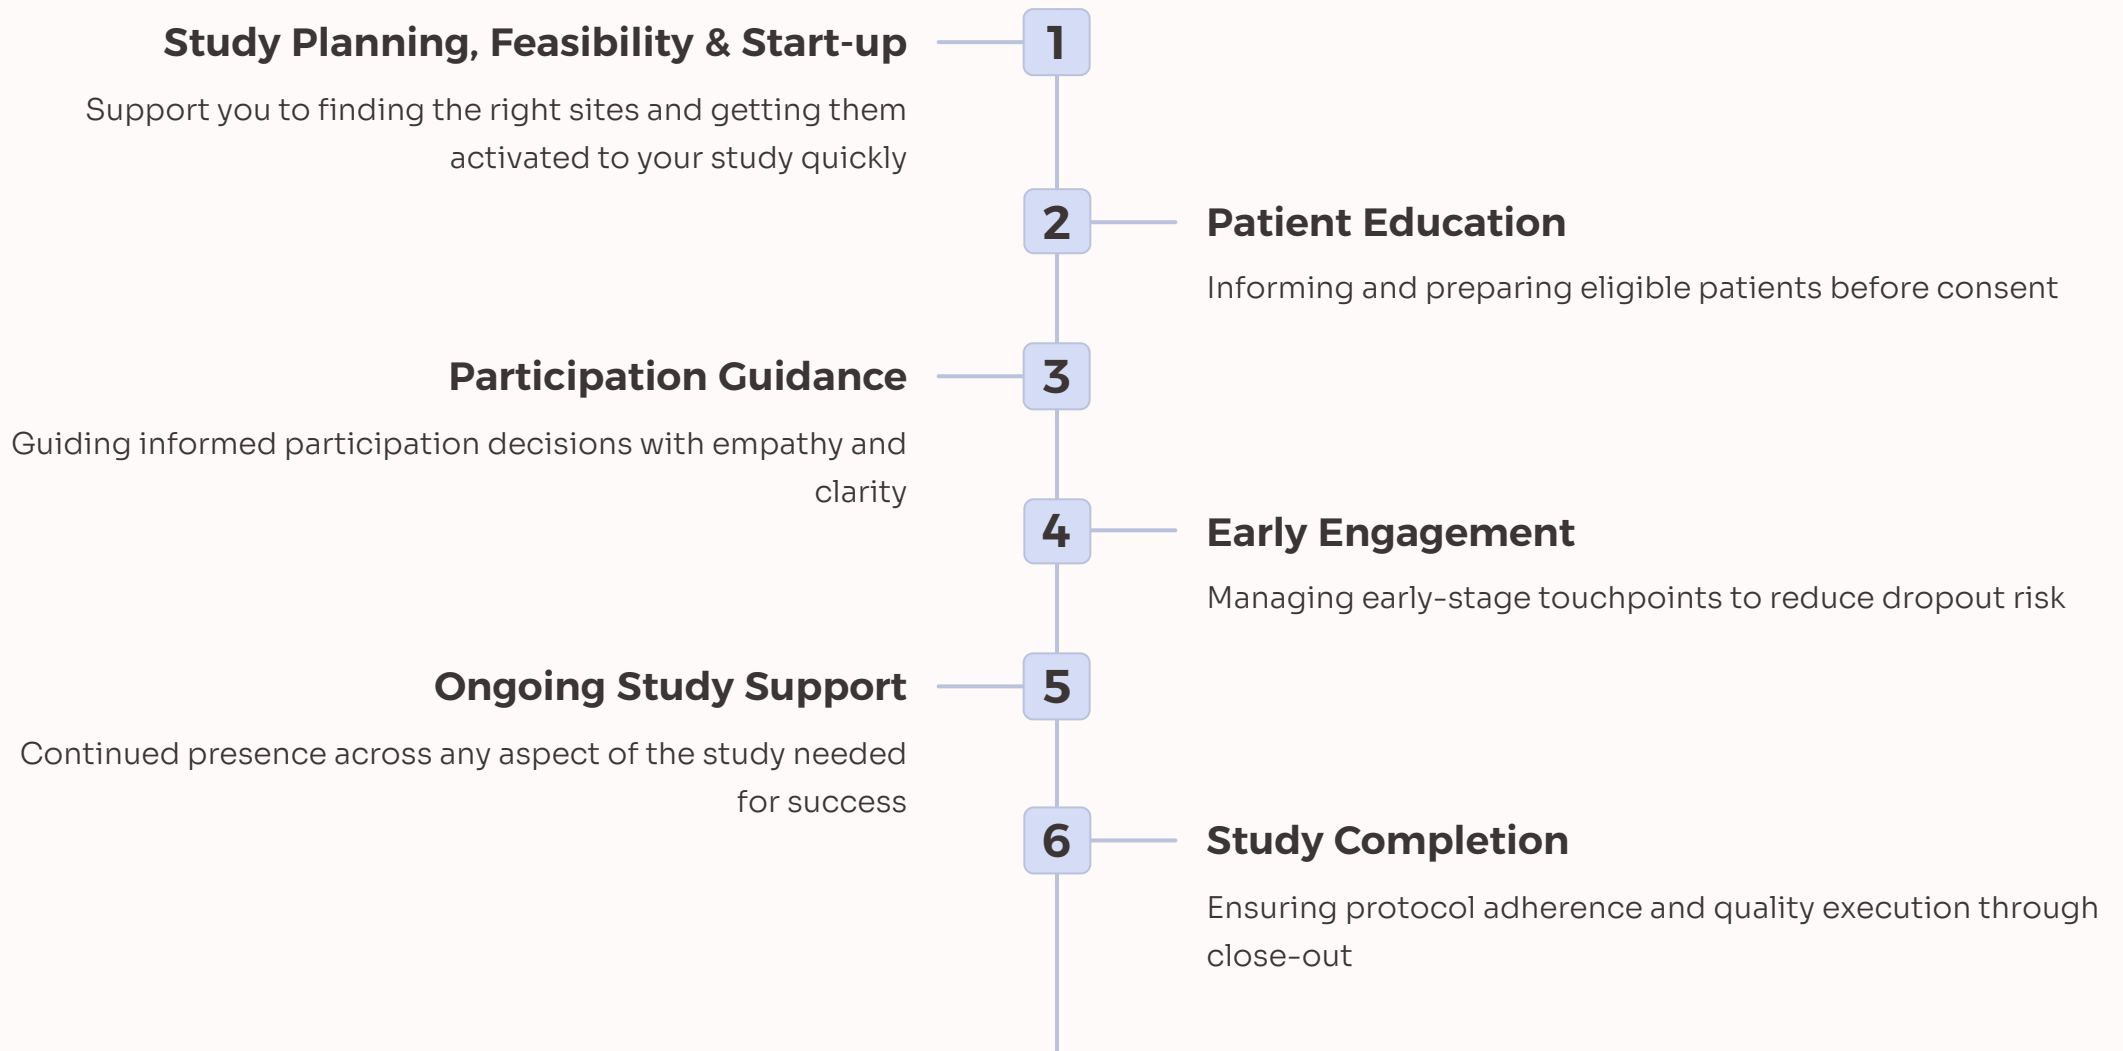 1
Study Planning, Feasibility & Start-up
Support you to finding the right sites and getting them
activated to your study quickly
2
Patient Education
Informing and preparing eligible patients before consent
3
Participation Guidance
Guiding informed participation decisions with empathy and
clarity
4
Early Engagement
Managing early-stage touchpoints to reduce dropout risk
5
Ongoing Study Support
Continued presence across any aspect of the study needed
for success
6
Study Completion
Ensuring protocol adherence and quality execution through
close-out